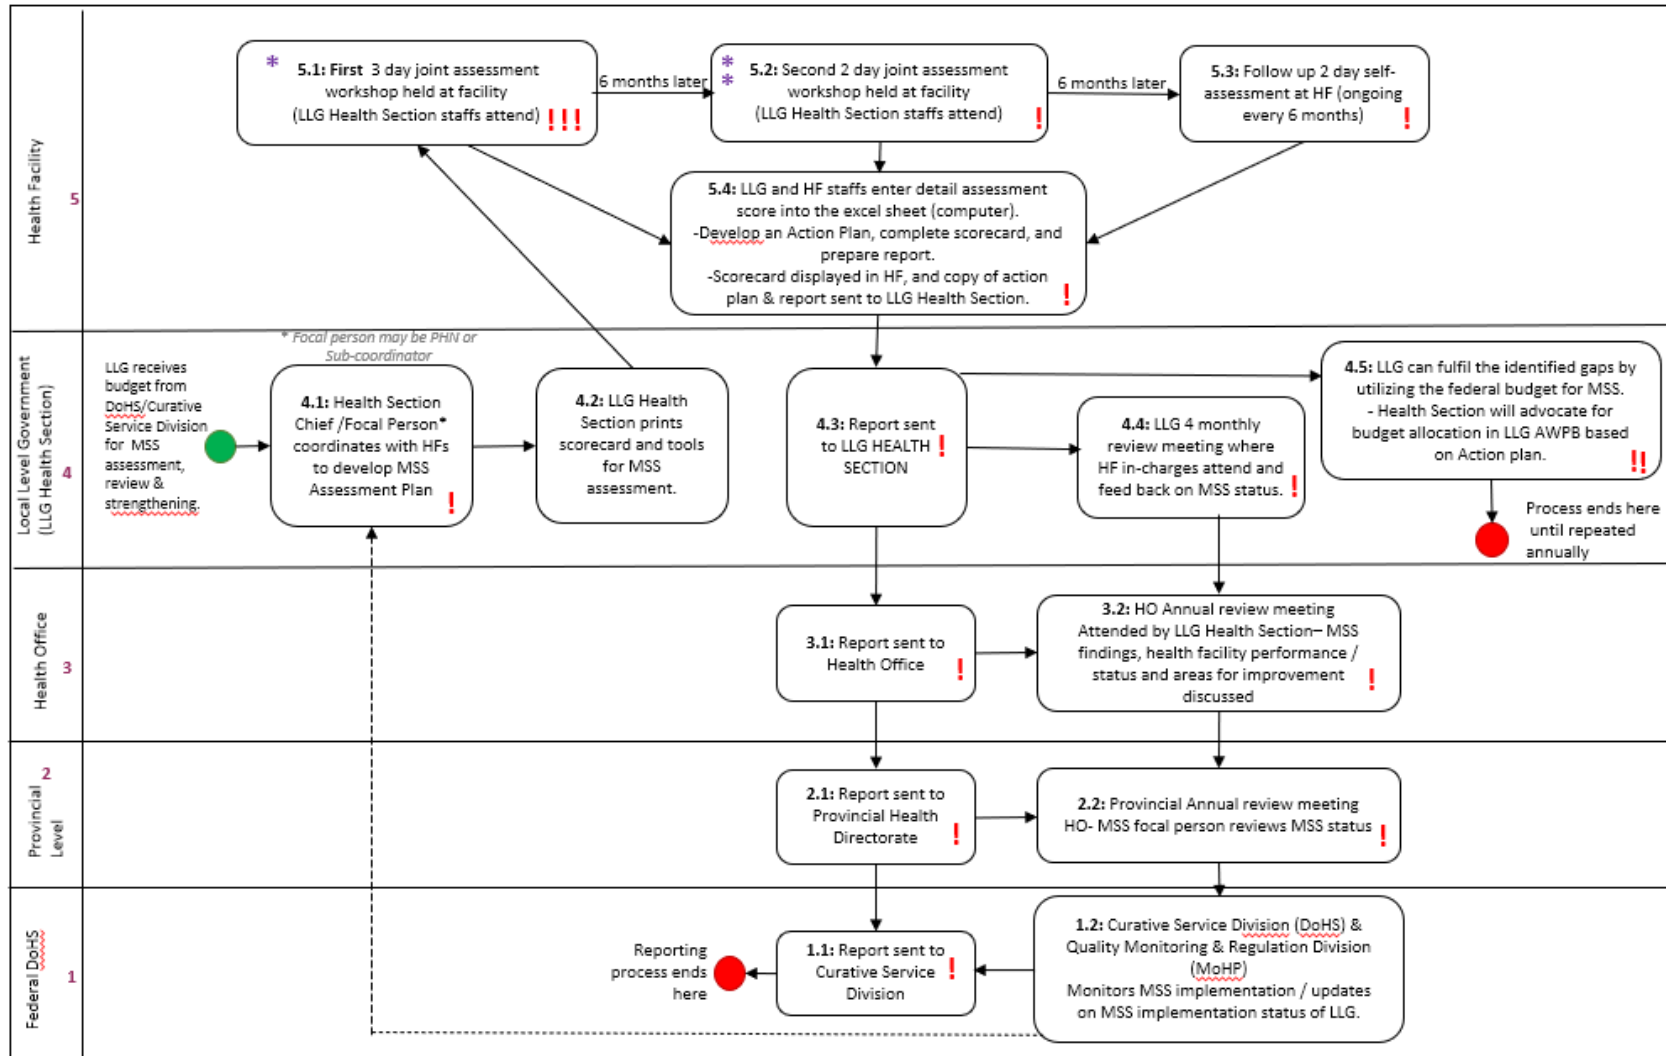 Health Facility
5
*
5.1: First 3 day joint assessment
workshop held at facility
(LLG Health Section staffs attend) !!!
6 months later
*
*
5.2: Second 2 day joint assessment
workshop held at facility
(LLG Health Section staffs attend) !
6 months later
5.3: Follow up 2 day self-
assessment at HF (ongoing
every 6 months) !
5.4: LLG and HF staffs enter detail assessment
score into the excel sheet (computer).
-Develop an Action Plan, complete scorecard, and
prepare report.
-Scorecard displayed in HF, and copy of action
plan & report sent to LLG Health Section. !
Local Level Government
(LLG Health Section)
4
LLG receives
budget from
DoHS/Curative
Service Division
for MSS
assessment,
review &
strengthening.
* Focal person may be PHN or
Sub-coordinator
4.1: Health Section
Chief /Focal Person*
coordinates with HFs
to develop MSS
Assessment Plan !
4.2: LLG Health
Section prints
scorecard and tools
for MSS
assessment.
4.3: Report sent
to LLG HEALTH !
SECTION
4.4: LLG 4 monthly
review meeting where
HF in-charges attend and
feed back on MSS status. !
4.5: LLG can fulfil the identified gaps by
utilizing the federal budget for MSS.
- Health Section will advocate for
budget allocation in LLG AWPB based
on Action plan. !!
Process ends here
until repeated
annually
Health Office
3
3.1: Report sent to
Health Office !
3.2: HO Annual review meeting
Attended by LLG Health Section– MSS
findings, health facility performance /
status and areas for improvement !
discussed
Provincial
Level
2
2.1: Report sent to
Provincial Health
Directorate !
2.2: Provincial Annual review meeting
HO- MSS focal person reviews MSS status !
Federal DoHS
1
Reporting
process ends
here
1.1: Report sent to
Curative Service !
Division
1.2: Curative Service Division (DoHS) &
Quality Monitoring & Regulation Division
(MoHP)
Monitors MSS implementation / updates
on MSS implementation status of LLG.